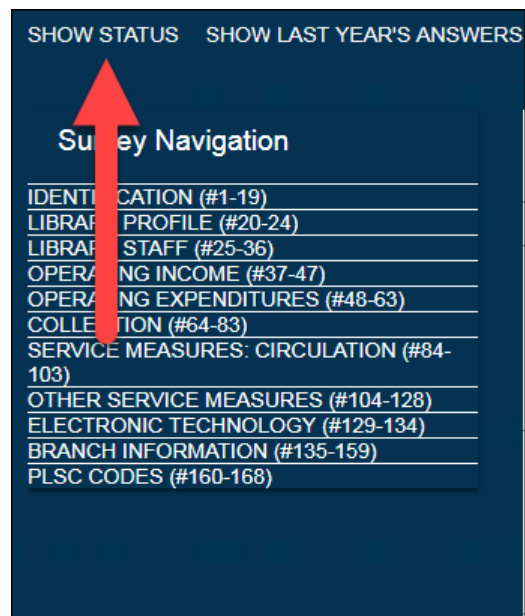 SHOW STATUS SHOW LAST YEAR'S ANSWERS
Survey Navigation
IDENTIFICATION (#1-19)
LIBRARY PROFILE (#20-24)
LIBRARY STAFF (#25-36)
OPERATING INCOME (#37-47)
OPERATING EXPENDITURES (#48-63)
COLLECTION (#64-83)
SERVICE MEASURES: CIRCULATION (#84-
103)
OTHER SERVICE MEASURES (#104-128)
ELECTRONIC TECHNOLOGY (#129-134)
BRANCH INFORMATION (#135-159)
PLSC CODES (#160-168)